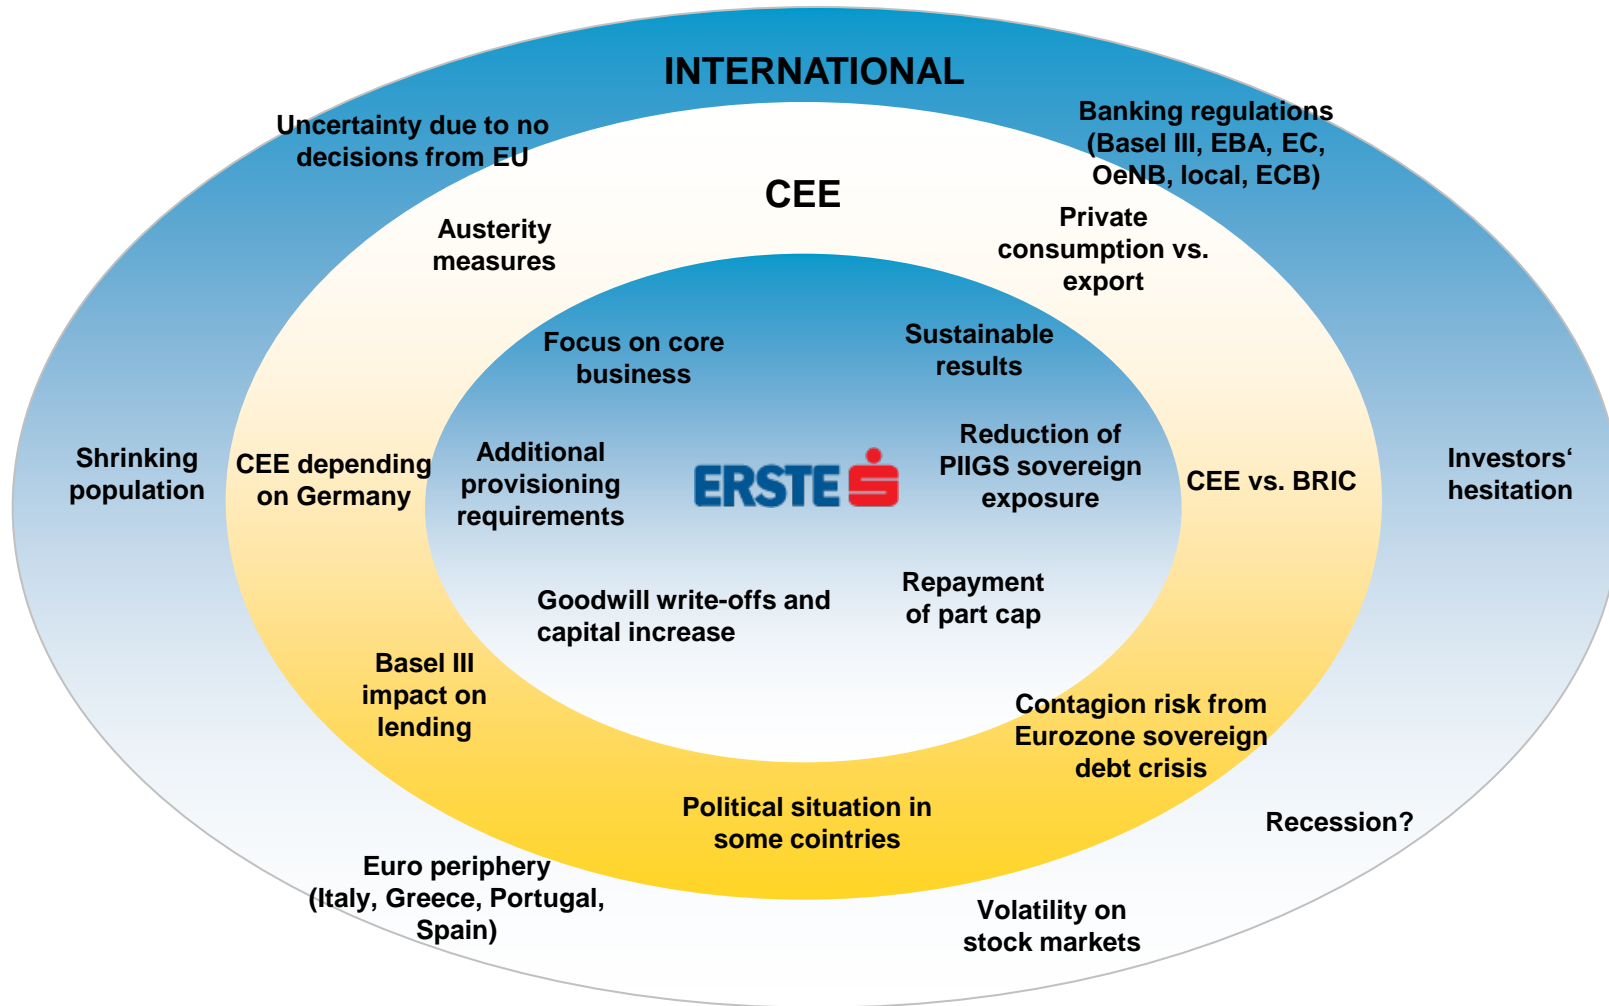 INTERNATIONAL
Uncertainty due to no
decisions from EU
Banking regulations
(Basel III, EBA, EC,
OeNB, local, ECB)
CEE
Austerity
measures
Private
consumption vs.
export
Focus on core
business
Sustainable
results
Shrinking
population
CEE depending
on Germany
Additional
provisioning
requirements
ERSTE
Reduction of
PIIGS sovereign
exposure
CEE vs. BRIC
Investors‘
hesitation
Goodwill write-offs and
capital increase
Repayment
of part cap
Basel III
impact on
lending
Contagion risk from
Eurozone sovereign
debt crisis
Political situation in
some cointries
Recession?
Euro periphery
(Italy, Greece, Portugal,
Spain)
Volatility on
stock markets